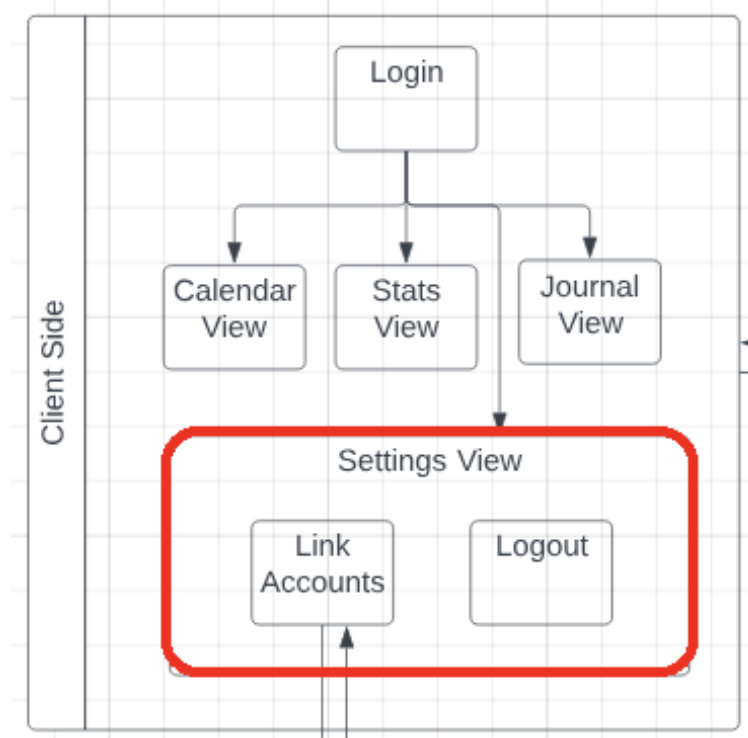 Login
Calendar
View
Stats
View
Journal
View
Client Side
Settings View
Link
Accounts
Logout